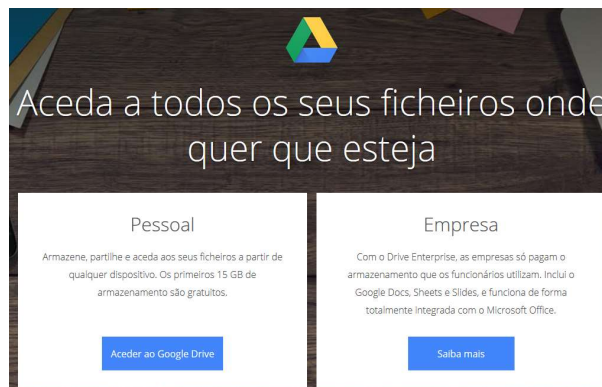 Aceda a todos os seus ficheiros onde
quer que esteja
Pessoal
Armazene, partilhe e aceda aos seus ficheiros a partir de
qualquer dispositivo. Os primeiros 15 GB de
armazenamento são gratuitos.
Aceder ao Google Drive
Empresa
Com o Drive Enterprise, as empresas só pagam o
armazenamento que os funcionários utilizam. Inclui o
Google Docs, Sheets e Slides, e funciona de forma
totalmente integrada com o Microsoft Office.
Saiba mais